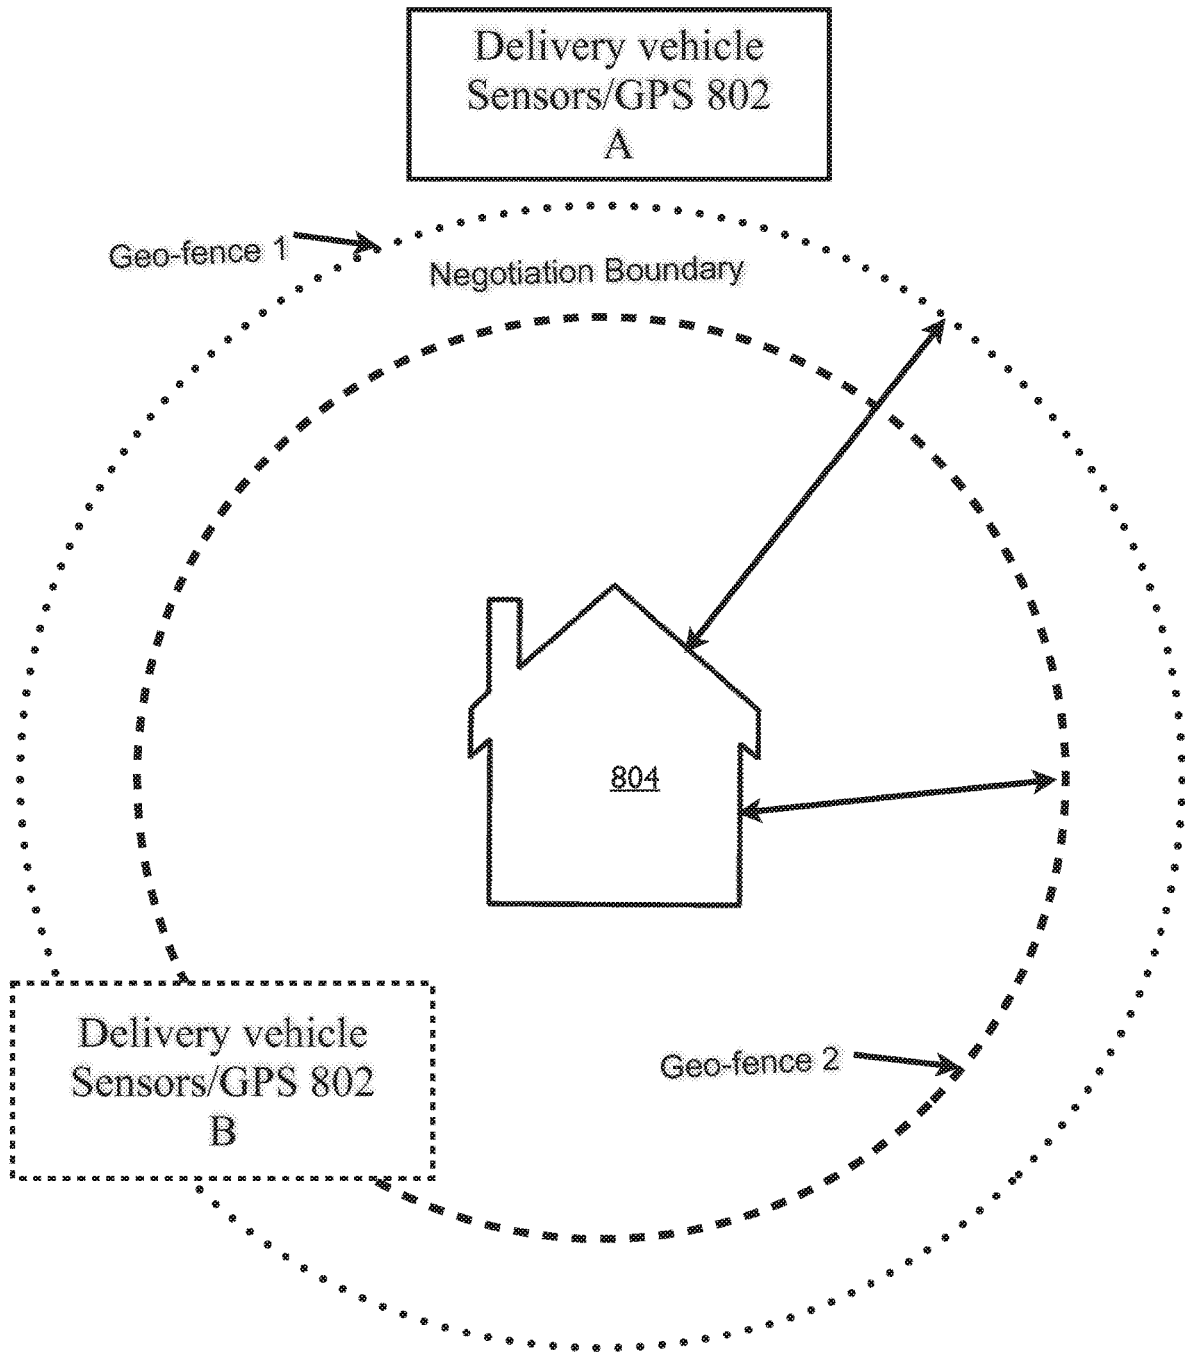 Delivery vehicle
Sensors/GPS 802
A
Geo-fence 1
Negotiation Boundary
804
Delivery vehicle
Sensors/GPS 802
B
Geo-fence 2